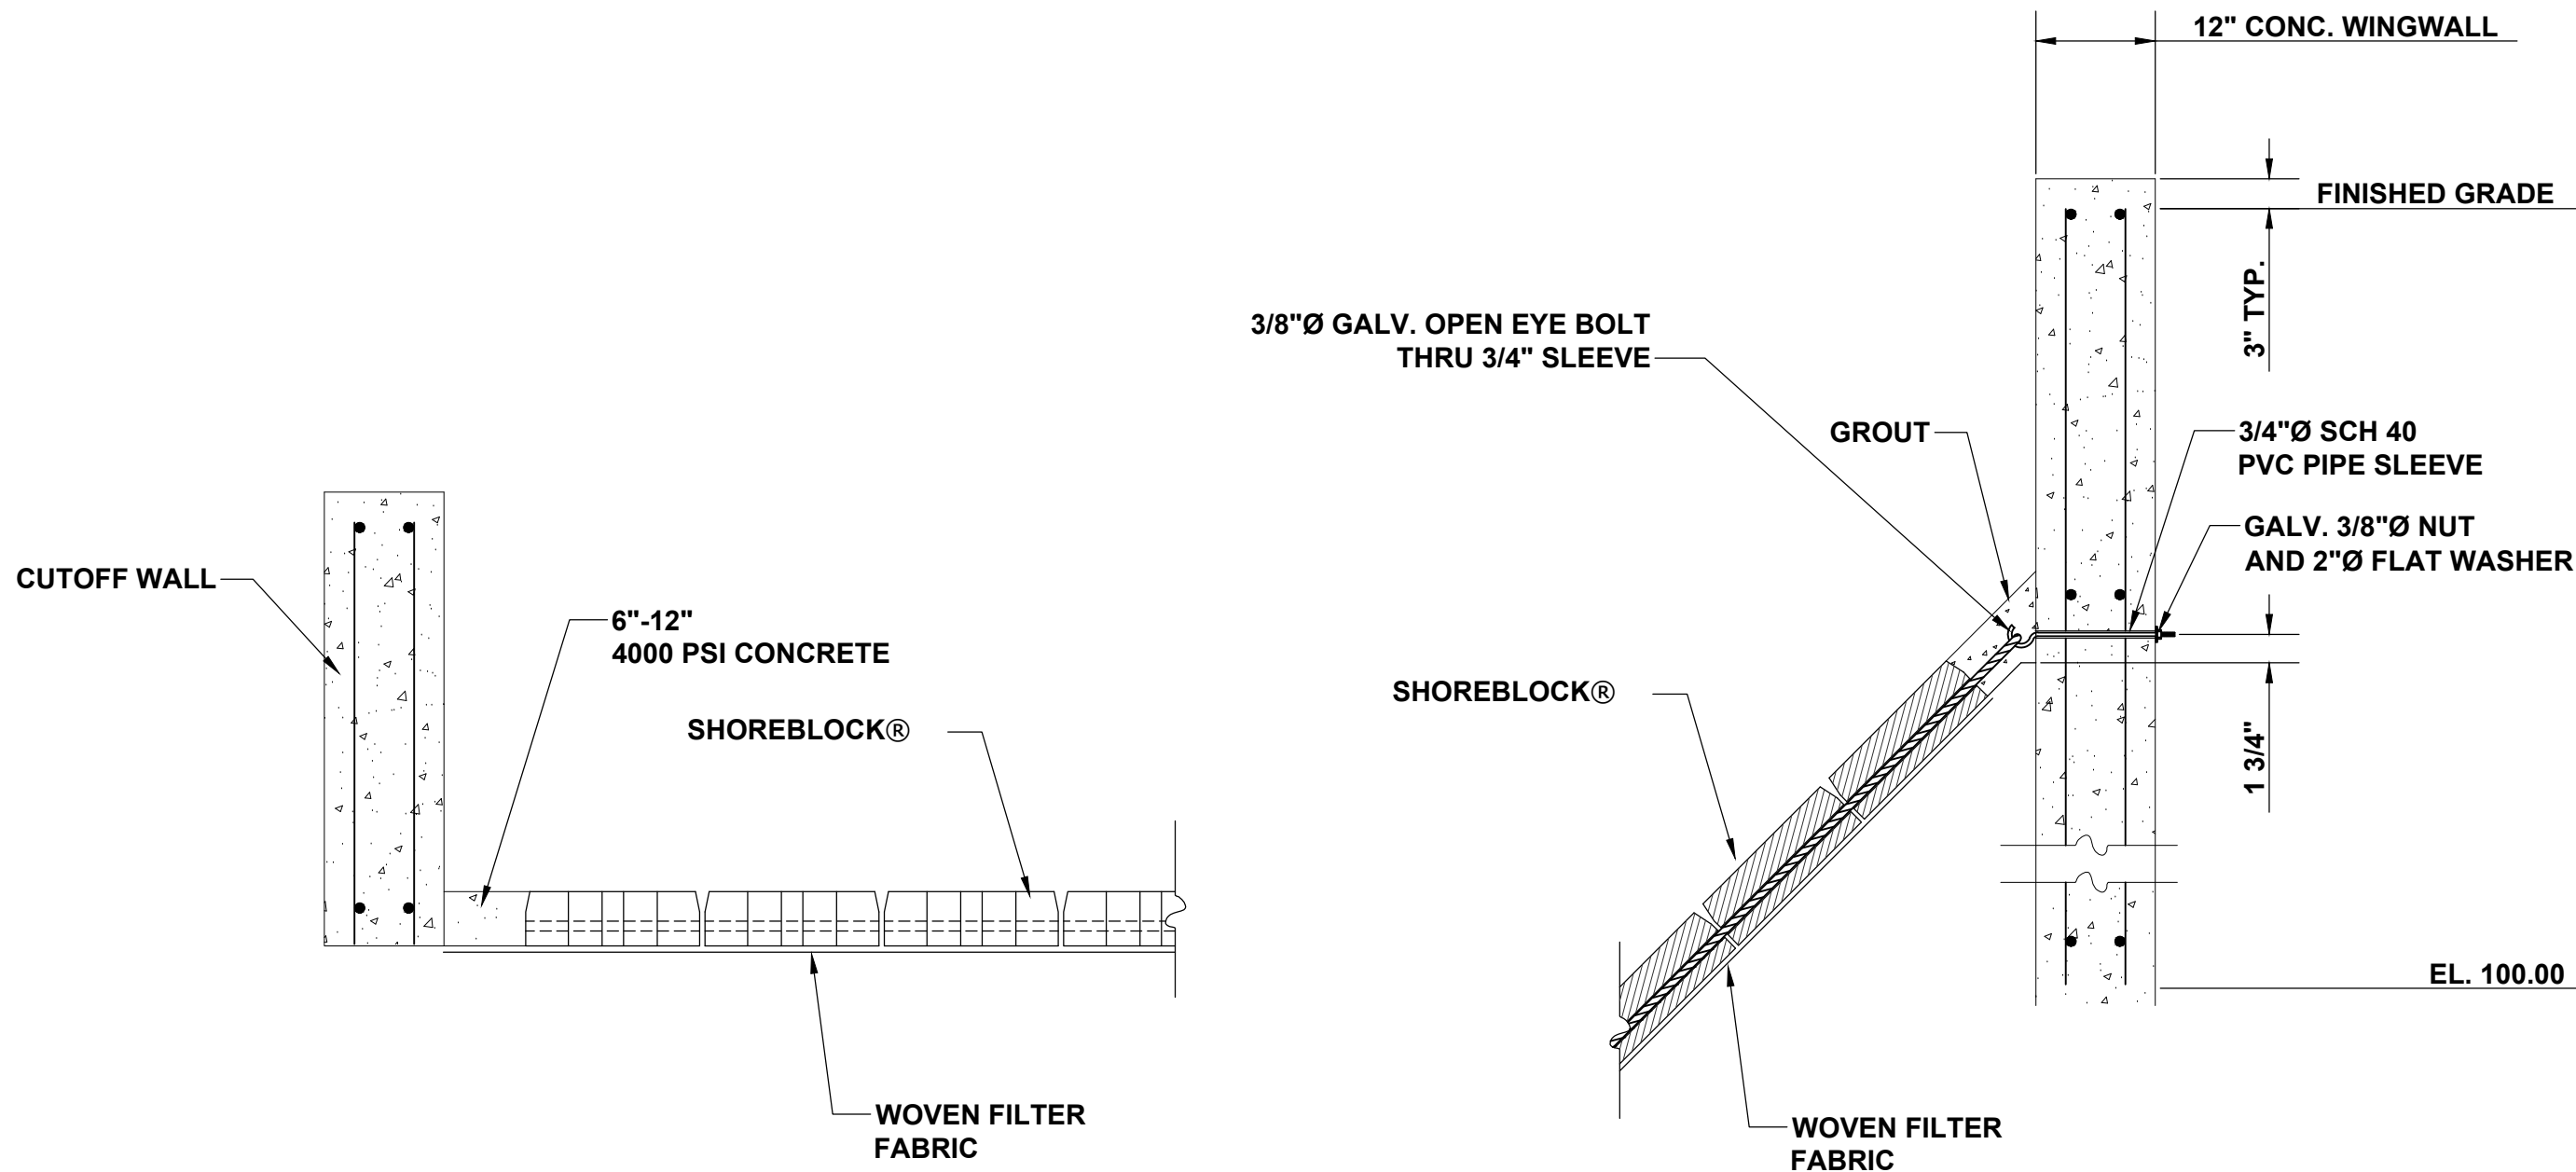 12" CONC. WINGWALL
FINISHED GRADE
3" TYP.
3/8"Ø GALV. OPEN EYE BOLT
THRU 3/4" SLEEVE
GROUT
3/4"Ø SCH 40
PVC PIPE SLEEVE
GALV. 3/8"Ø NUT
AND 2"Ø FLAT WASHER
CUTOFF WALL
6"-12"
4000 PSI CONCRETE
SHOREBLOCK®
SHOREBLOCK®
1 3/4"
EL. 100.00
WOVEN FILTER
FABRIC
WOVEN FILTER
FABRIC